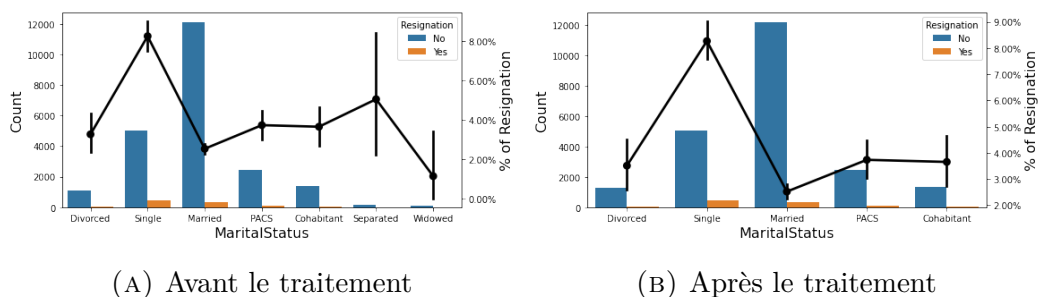 Resignation
No
Yes
12000
10000
8000
6000
4000
2000
0
Count
8.00%
6.00%
4.00%
2.00%
0.00%
% of Resignation
Divorced Single Married PACS Cohabitant Separated Widowed
MaritalStatus
(A) Avant le traitement
Resignation
No
Yes
12000
10000
8000
6000
4000
2000
0
Count
9.00%
8.00%
7.00%
6.00%
5.00%
4.00%
3.00%
2.00%
% of Resignation
Divorced Single Married PACS Cohabitant
MaritalStatus
(B) Après le traitement